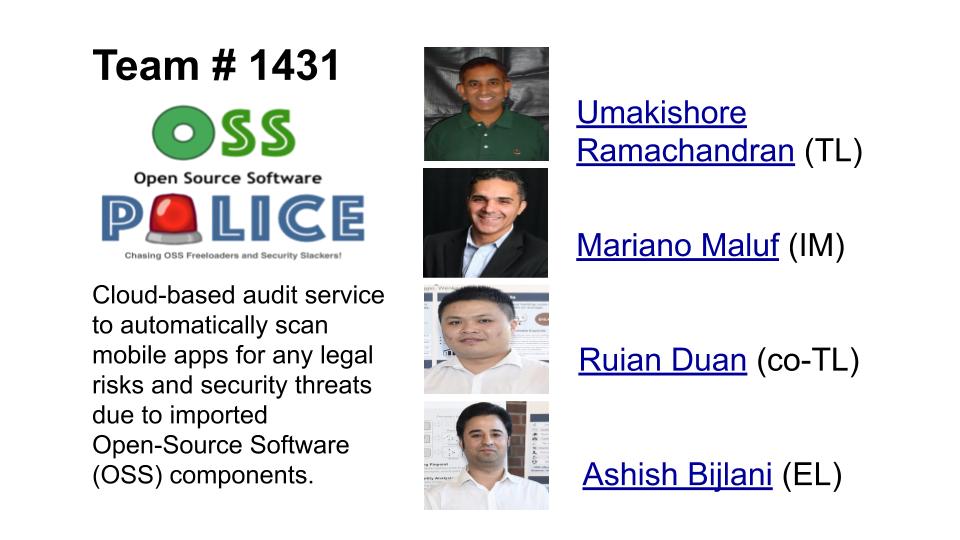 Team # 1431
OSS
Open Source Software
POLICE
Chasing OSS Freeloaders and Security Slackers!
Cloud-based audit service
to automatically scan
mobile apps for any legal
risks and security threats
due to imported
Open-Source Software
(OSS) components.
Umakishore
Ramachandran (TL)
Mariano Maluf (IM)
Ruian Duan (co-TL)
Ashish Bijlani (EL)